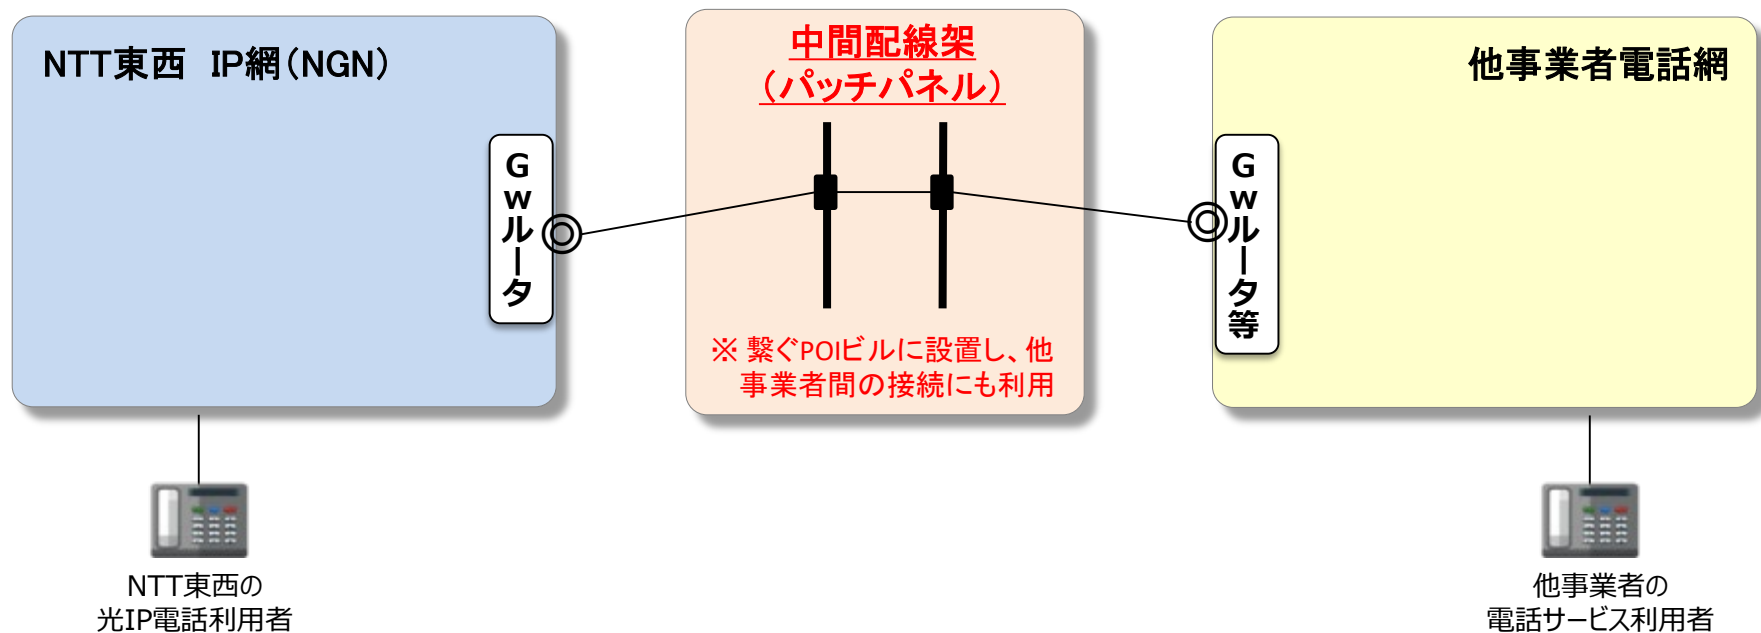 NTT東西　IP網(NGN)
中間配線架
（パッチパネル）
他事業者電話網
Gwルータ
Gwルータ等
※ 繋ぐPOIビルに設置し、他
事業者間の接続にも利用
NTT東西の
光IP電話利用者
他事業者の
電話サービス利用者